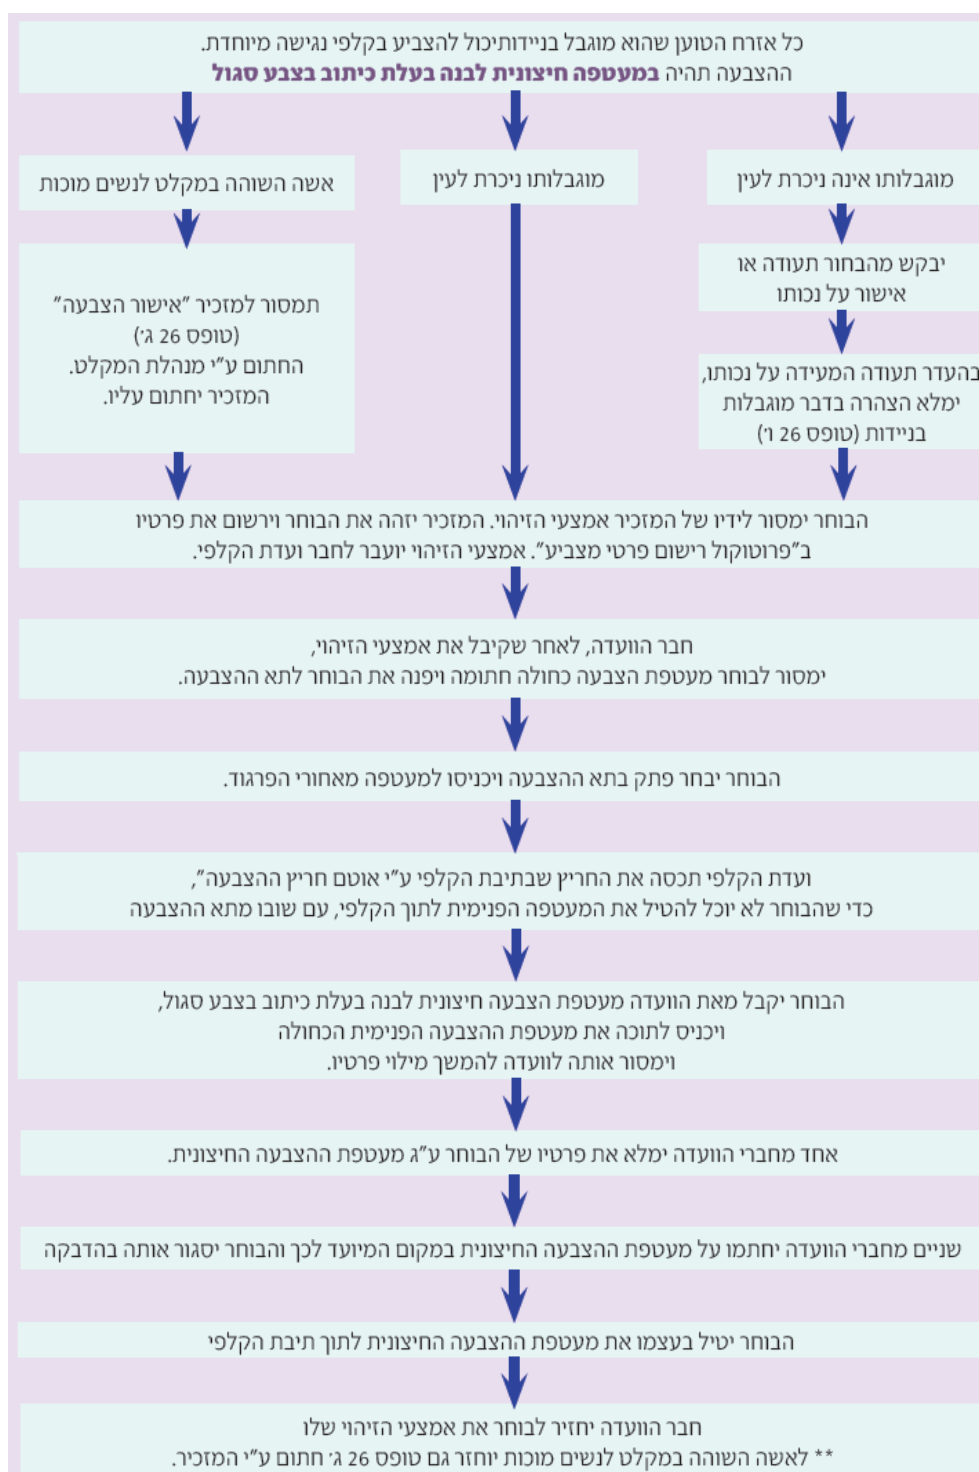 כל אזרח הטוען שהוא מוגבל בניידותיכול להצביע בקלפי נגישה מיוחדת.
ההצבעה תהיה במעטפה חיצונית לבנה בעלת כיתוב בצבע סגול
מוגבלותו אינה ניכרת לעין
מוגבלותו ניכרת לעין
אשה השוהה במקלט לנשים מוכות
יבקש מהבחור תעודה או
אישור על נכותו
בהעדר תעודה המעידה על נכותו,
ימלא הצהרה בדבר מוגבלות
בניידות (טופס 26 ו')
תמסור למזכיר "אישור הצבעה"
(טופס 26 ג')
החתום ע"י מנהלת המקלט.
המזכיר יחתום עליו.
הבוחר ימסור לידיו של המזכיר אמצעי הזיהוי. המזכיר יזהה את הבוחר וירשום את פרטיו
ב"פרוטוקול רישום פרטי מצביע". אמצעי הזיהוי יועבר לחבר ועדת הקלפי.
חבר הוועדה, לאחר שקיבל את אמצעי הזיהוי,
ימסור לבוחר מעטפת הצבעה כחולה חתומה ויפנה את הבוחר לתא ההצבעה.
הבוחר יבחר פתק בתא ההצבעה ויכניסו למעטפה מאחורי הפרגוד.
ועדת הקלפי תכסה את החריץ שבתיבת הקלפי ע"י אוטם חריץ ההצבעה",
כדי שהבוחר לא יוכל להטיל את המעטפה הפנימית לתוך הקלפי, עם שובו מתא ההצבעה
הבוחר יקבל מאת הוועדה מעטפת הצבעה חיצונית לבנה בעלת כיתוב בצבע סגול,
ויכניס לתוכה את מעטפת ההצבעה הפנימית הכחולה
וימסור אותה לוועדה להמשך מילוי פרטיו.
אחד מחברי הוועדה ימלא את פרטיו של הבוחר ע"ג מעטפת ההצבעה החיצונית.
שניים מחברי הוועדה יחתמו על מעטפת ההצבעה החיצונית במקום המיועד לכך והבוחר יסגור אותה בהדבקה
הבוחר יטיל בעצמו את מעטפת ההצבעה החיצונית לתוך תיבת הקלפי
חבר הוועדה יחזיר לבוחר את אמצעי הזיהוי שלו
** לאשה השוהה במקלט לנשים מוכות יוחזר גם טופס 26 ג' חתום ע"י המזכיר.